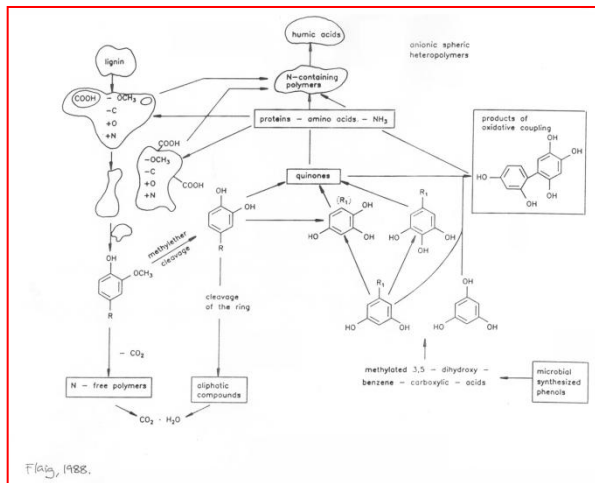 humic acids
lignin
anionic spheric
heteropolymers
N-containing
polymers
COOH
– OCH₃
–C
+O
+N
proteins – amino acids – NH₃
products of
oxidative coupling
COOH
–OCH₃
–C
+O
+N
COOH
quinones
OH
OH
HO
OH
OH
OH
R
(R₁)
OH
HO
OH
R₁
HO
OH
OH
OH
OCH₃
R
methylether
cleavage
cleavage
of the ring
R₁
HO
OH
OH
HO
OH
– CO₂
N – free polymers
aliphatic
compounds
methylated 3,5 – dihydroxy –
benzene – carboxylic – acids
microbial
synthesized
phenols
CO₂ · H₂O
Flaig, 1988.